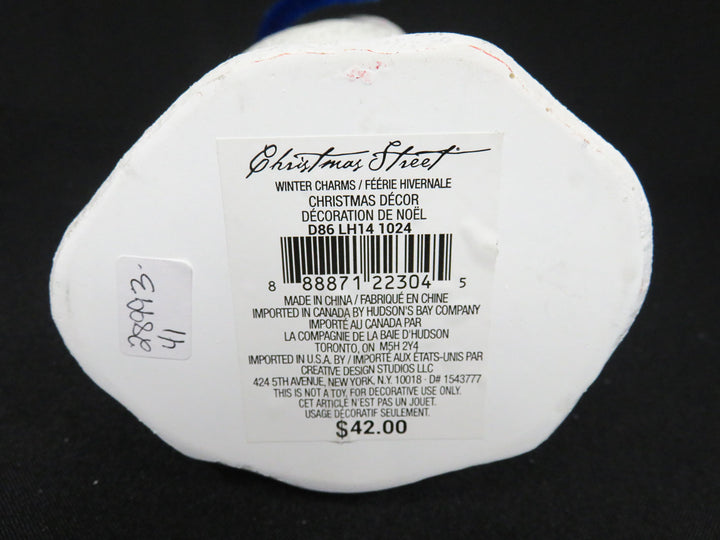 Christmas Street
WINTER CHARMS / FÉÉRIE HIVERNALE
CHRISTMAS DÉCOR
DÉCORATION DE NOËL
D86 LH14 1024
8 88871 22304 5
MADE IN CHINA / FABRIQUÉ EN CHINE
IMPORTED IN CANADA BY HUDSON'S BAY COMPANY
IMPORTÉ AU CANADA PAR
LA COMPAGNIE DE LA BAIE D'HUDSON
TORONTO, ON M5H 2Y4
IMPORTED IN U.S.A. BY / IMPORTÉ AUX ÉTATS-UNIS PAR
CREATIVE DESIGN STUDIOS LLC
424 5TH AVENUE, NEW YORK, N.Y. 10018 · D# 1543777
THIS IS NOT A TOY, FOR DECORATIVE USE ONLY.
CET ARTICLE N'EST PAS UN JOUET.
USAGE DÉCORATIF SEULEMENT.
$42.00
28993-
41